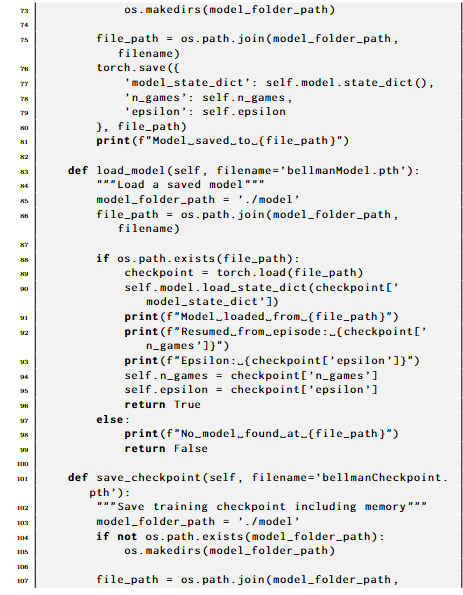 73 os.makedirs(model_folder_path)
74
75 file_path = os.path.join(model_folder_path,
filename)
76 torch.save({
77 'model_state_dict': self.model.state_dict(),
78 'n_games': self.n_games,
79 'epsilon': self.epsilon
80 }, file_path)
81 print(f"Model␣saved␣to␣{file_path}")
82
83 def load_model(self, filename='bellmanModel.pth'):
84 """Load a saved model"""
85 model_folder_path = './model'
86 file_path = os.path.join(model_folder_path,
filename)
87
88 if os.path.exists(file_path):
89 checkpoint = torch.load(file_path)
90 self.model.load_state_dict(checkpoint['
model_state_dict'])
91 print(f"Model␣loaded␣from␣{file_path}")
92 print(f"Resumed␣from␣episode:␣{checkpoint['
n_games']}")
93 print(f"Epsilon:␣{checkpoint['epsilon']}")
94 self.n_games = checkpoint['n_games']
95 self.epsilon = checkpoint['epsilon']
96 return True
97 else:
98 print(f"No␣model␣found␣at␣{file_path}")
99 return False
100
101 def save_checkpoint(self, filename='bellmanCheckpoint.
pth'):
102 """Save training checkpoint including memory"""
103 model_folder_path = './model'
104 if not os.path.exists(model_folder_path):
105 os.makedirs(model_folder_path)
106
107 file_path = os.path.join(model_folder_path,